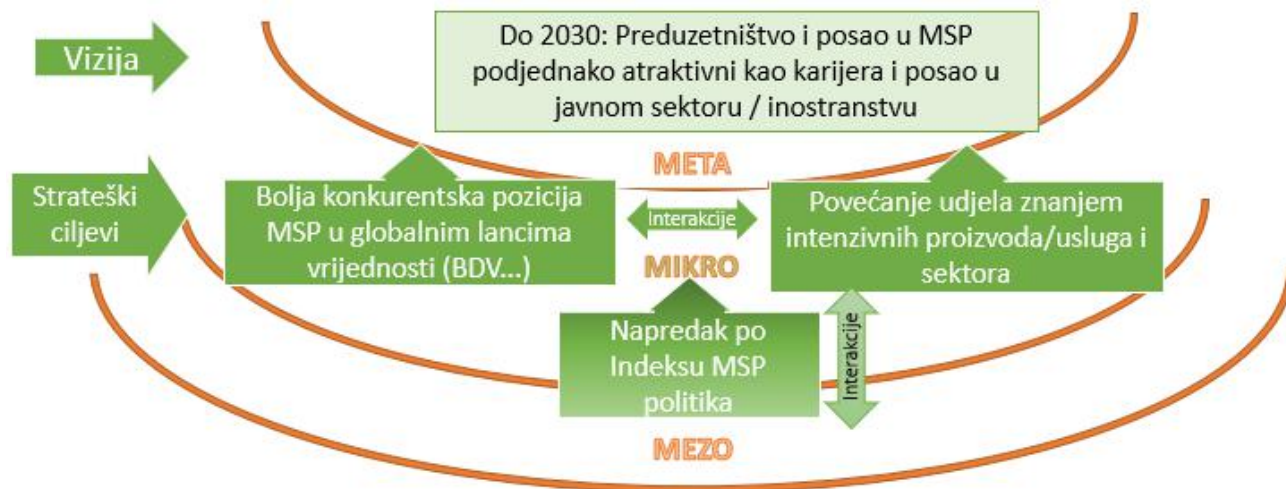 Vizija
Do 2030: Preduzetništvo i posao u MSP
podjednako atraktivni kao karijera i posao u
javnom sektoru / inostranstvu
META
Strateški
ciljevi
Bolja konkurentska pozicija
MSP u globalnim lancima
vrijednosti (BDV...)
Interakcije
Povećanje udjela znanjem
intenzivnih proizvoda/usluga i
sektora
MIKRO
Napredak po
Indeksu MSP
politika
Interakcije
MEZO